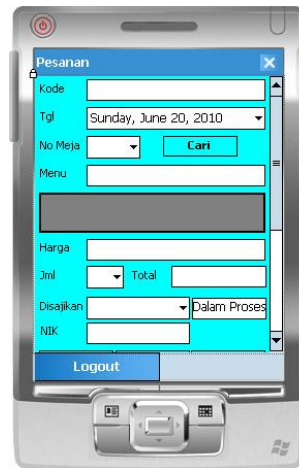 Pesanan
Kode
Tgl Sunday, June 20, 2010
No Meja Cari
Menu
Harga
Jml Total
Disajikan Dalam Proses
NIK
Logout